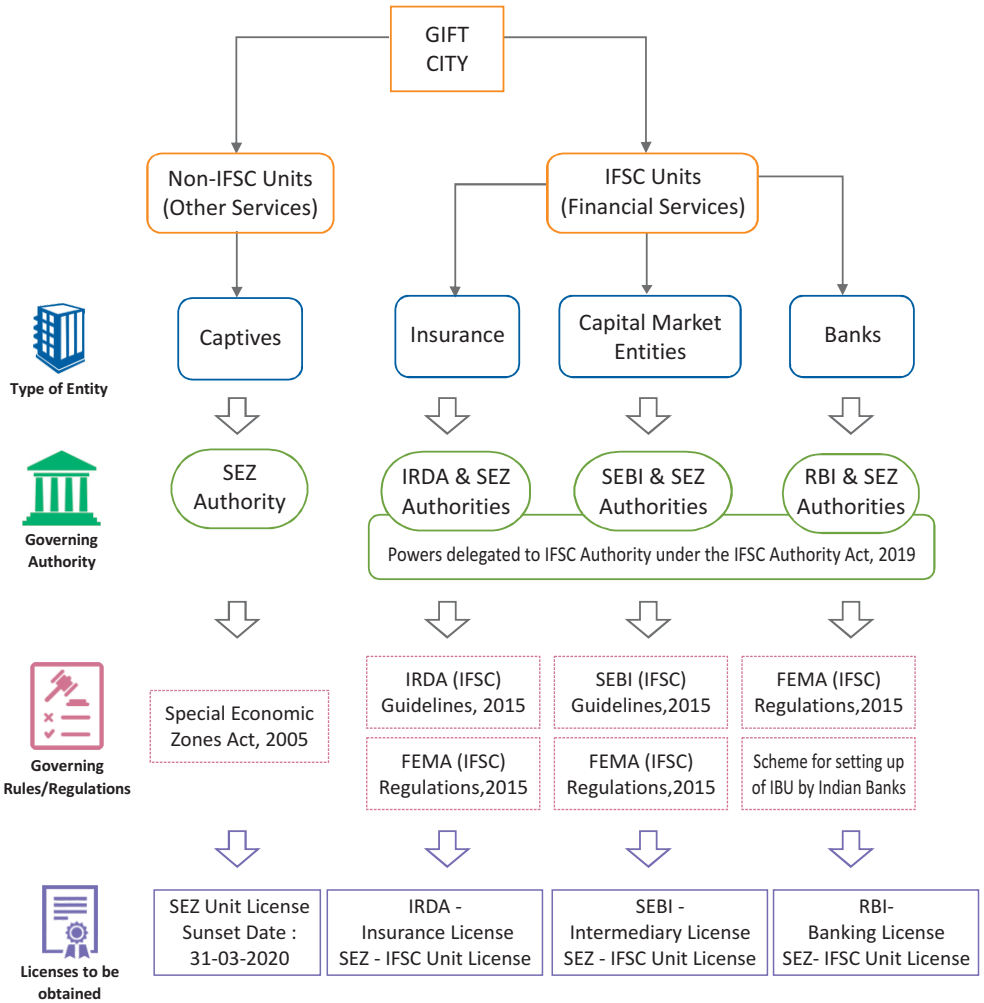 GIFT
CITY
Non-IFSC Units
(Other Services)
IFSC Units
(Financial Services)
Type of Entity
Captives
Insurance
Capital Market
Entities
Banks
Governing
Authority
SEZ
Authority
IRDA & SEZ
Authorities
SEBI & SEZ
Authorities
RBI & SEZ
Authorities
Powers delegated to IFSC Authority under the IFSC Authority Act, 2019
Governing
Rules/Regulations
Special Economic
Zones Act, 2005
IRDA (IFSC)
Guidelines, 2015
FEMA (IFSC)
Regulations,2015
SEBI (IFSC)
Guidelines,2015
FEMA (IFSC)
Regulations,2015
FEMA (IFSC)
Regulations,2015
Scheme for setting up
of IBU by Indian Banks
Licenses to be
obtained
SEZ Unit License
Sunset Date :
31-03-2020
IRDA -
Insurance License
SEZ - IFSC Unit License
SEBI -
Intermediary License
SEZ - IFSC Unit License
RBI-
Banking License
SEZ- IFSC Unit License